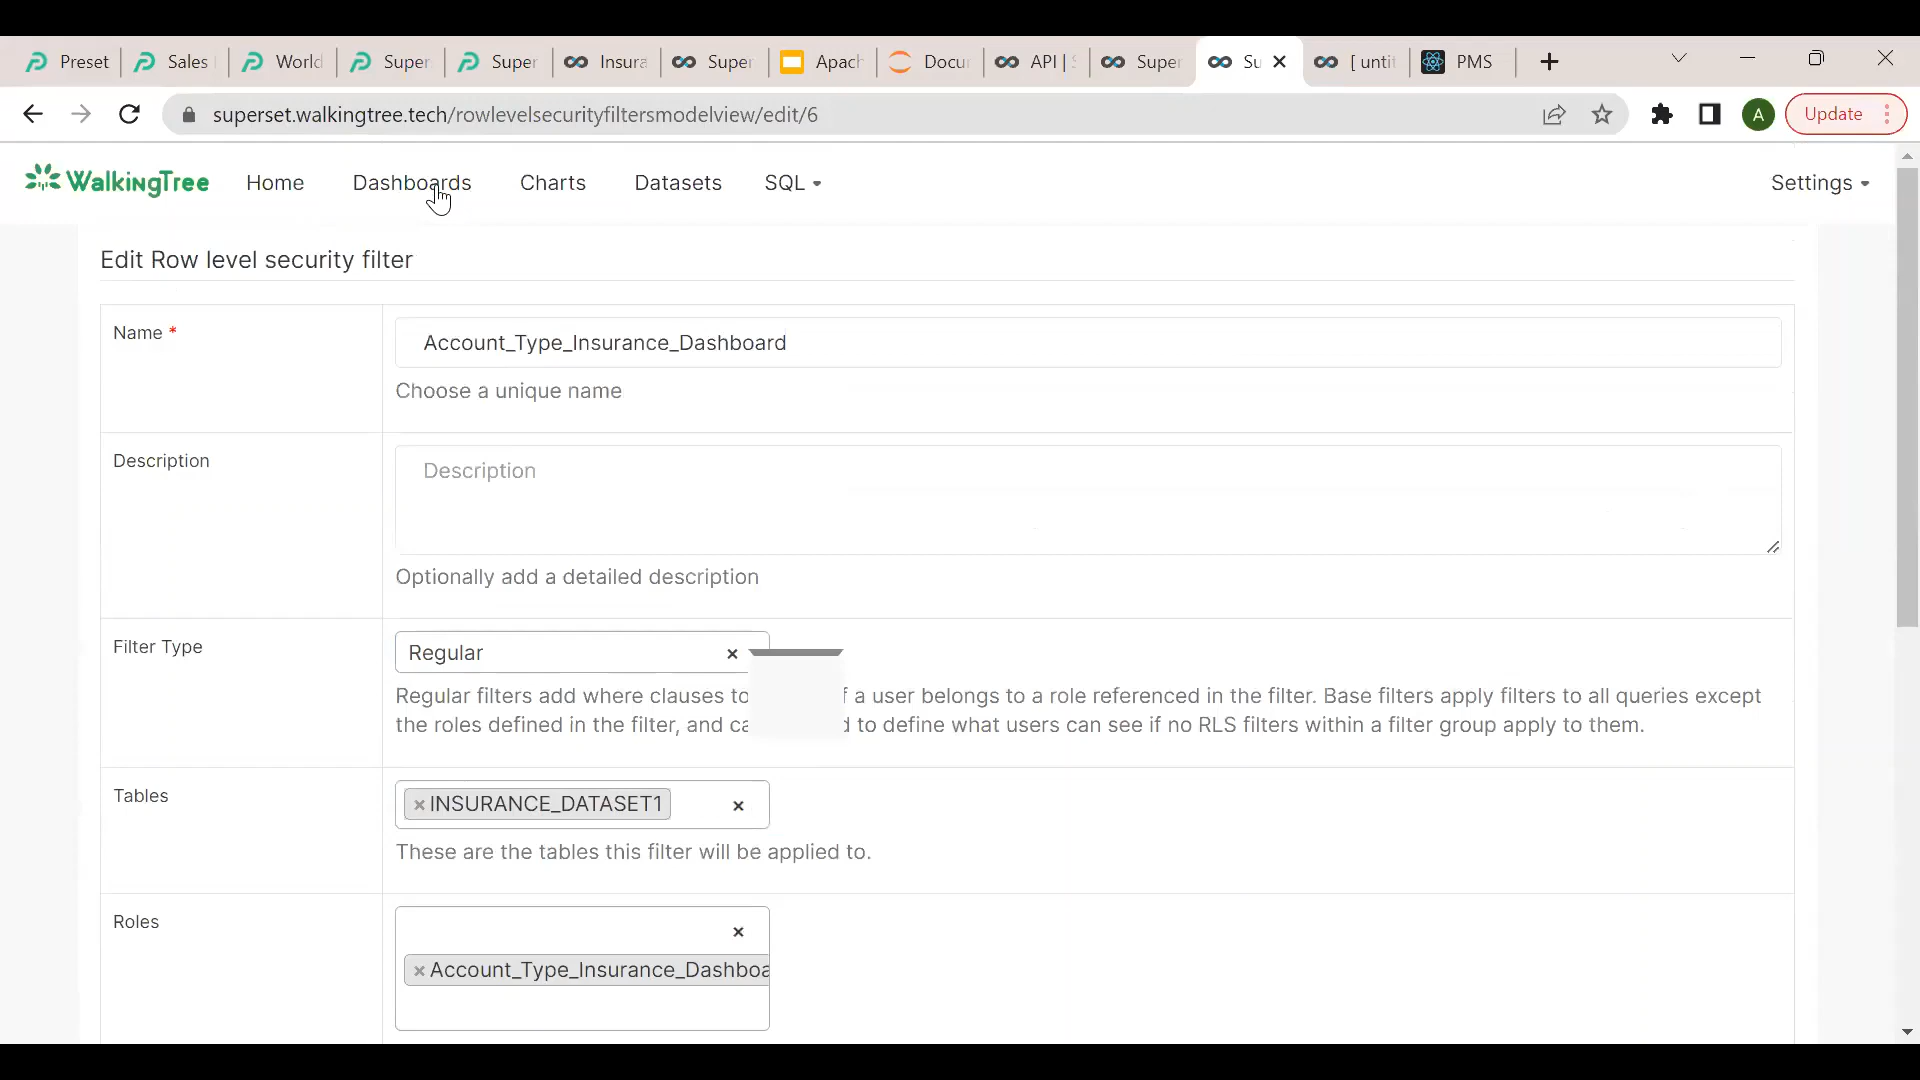 Preset
Sales
World
Super
Super
Insura
Super
Apach
Docu
API | S
Super
Su
[ unti
PMS
superset.walkingtree.tech/rowlevelsecurityfiltersmodelview/edit/6
A
Update
WalkingTree
Home
Dashboards
Charts
Datasets
SQL
Settings
Edit Row level security filter
Name *
Account_Type_Insurance_Dashboard
Choose a unique name
Description
Description
Optionally add a detailed description
Filter Type
Regular
Regular filters add where clauses to f a user belongs to a role referenced in the filter. Base filters apply filters to all queries except
the roles defined in the filter, and ca d to define what users can see if no RLS filters within a filter group apply to them.
Tables
INSURANCE_DATASET1
These are the tables this filter will be applied to.
Roles
Account_Type_Insurance_Dashboa